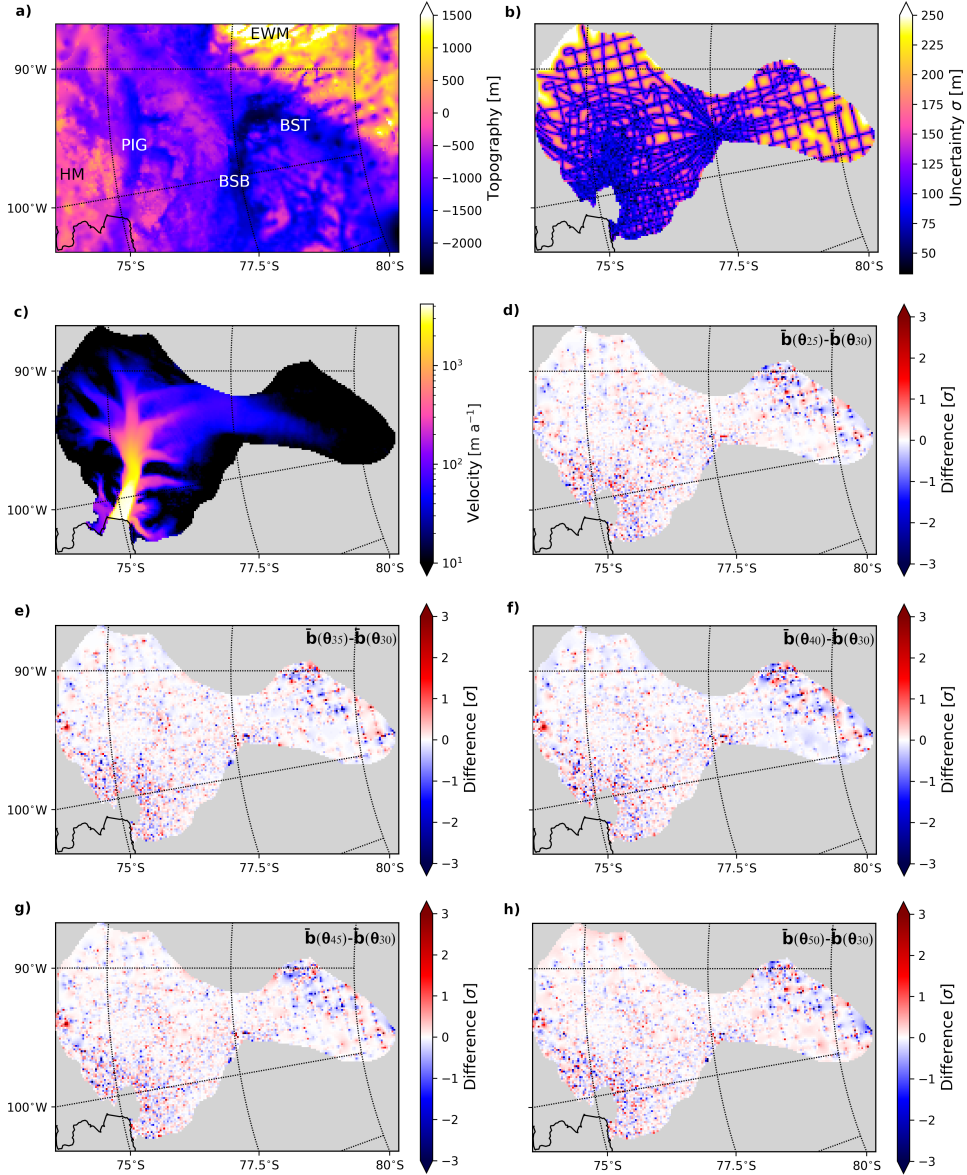 a)
EWM
PIG
BST
HM
BSB
90°W
100°W
75°S
77.5°S
80°S
1500
1000
500
0
−500
−1000
−1500
−2000
Topography [m]
b)
75°S
77.5°S
80°S
250
225
200
175
150
125
100
75
50
Uncertainty σ [m]
c)
90°W
100°W
75°S
77.5°S
80°S
10³
10²
10¹
Velocity [m a⁻¹]
d)
b̄(θ25)-b̄(θ30)
75°S
77.5°S
80°S
3
2
1
0
−1
−2
−3
Difference [σ]
e)
b̄(θ35)-b̄(θ30)
90°W
100°W
75°S
77.5°S
80°S
3
2
1
0
−1
−2
−3
Difference [σ]
f)
b̄(θ40)-b̄(θ30)
75°S
77.5°S
80°S
3
2
1
0
−1
−2
−3
Difference [σ]
g)
b̄(θ45)-b̄(θ30)
90°W
100°W
75°S
77.5°S
80°S
3
2
1
0
−1
−2
−3
Difference [σ]
h)
b̄(θ50)-b̄(θ30)
75°S
77.5°S
80°S
3
2
1
0
−1
−2
−3
Difference [σ]